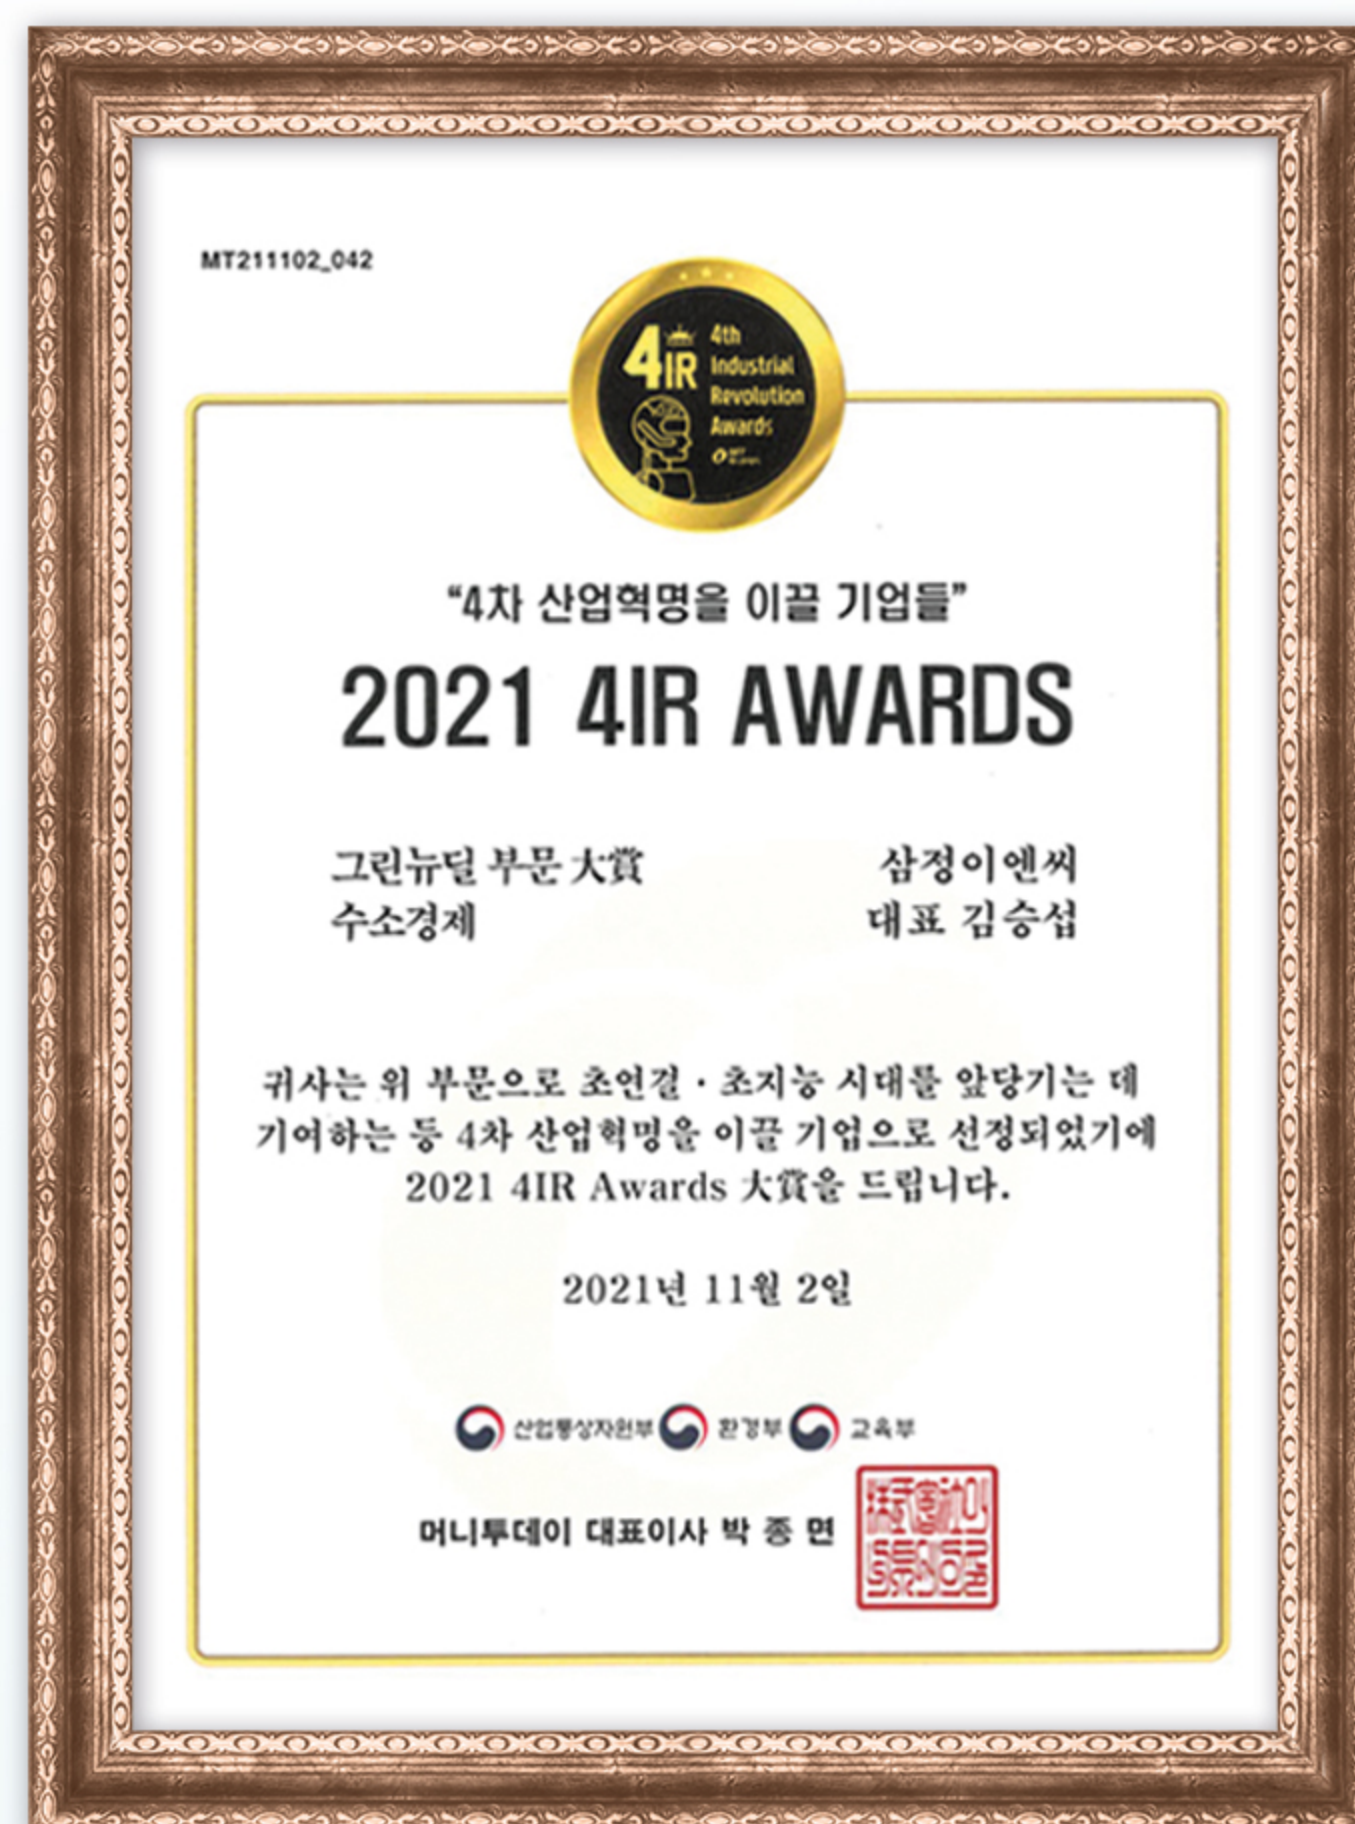 MT211102_042
4IR
4th
Industrial
Revolution
Awards
“4차 산업혁명을 이끌 기업들”
2021 4IR AWARDS
그린뉴딜 부문 大賞
수소경제
삼정이엔씨
대표 김승섭
귀사는 위 부문으로 초연결 · 초지능 시대를 앞당기는 데
기여하는 등 4차 산업혁명을 이끌 기업으로 선정되었기에
2021 4IR Awards 大賞을 드립니다.
2021년 11월 2일
산업통상자원부 환경부 교육부
머니투데이 대표이사 박 종 면